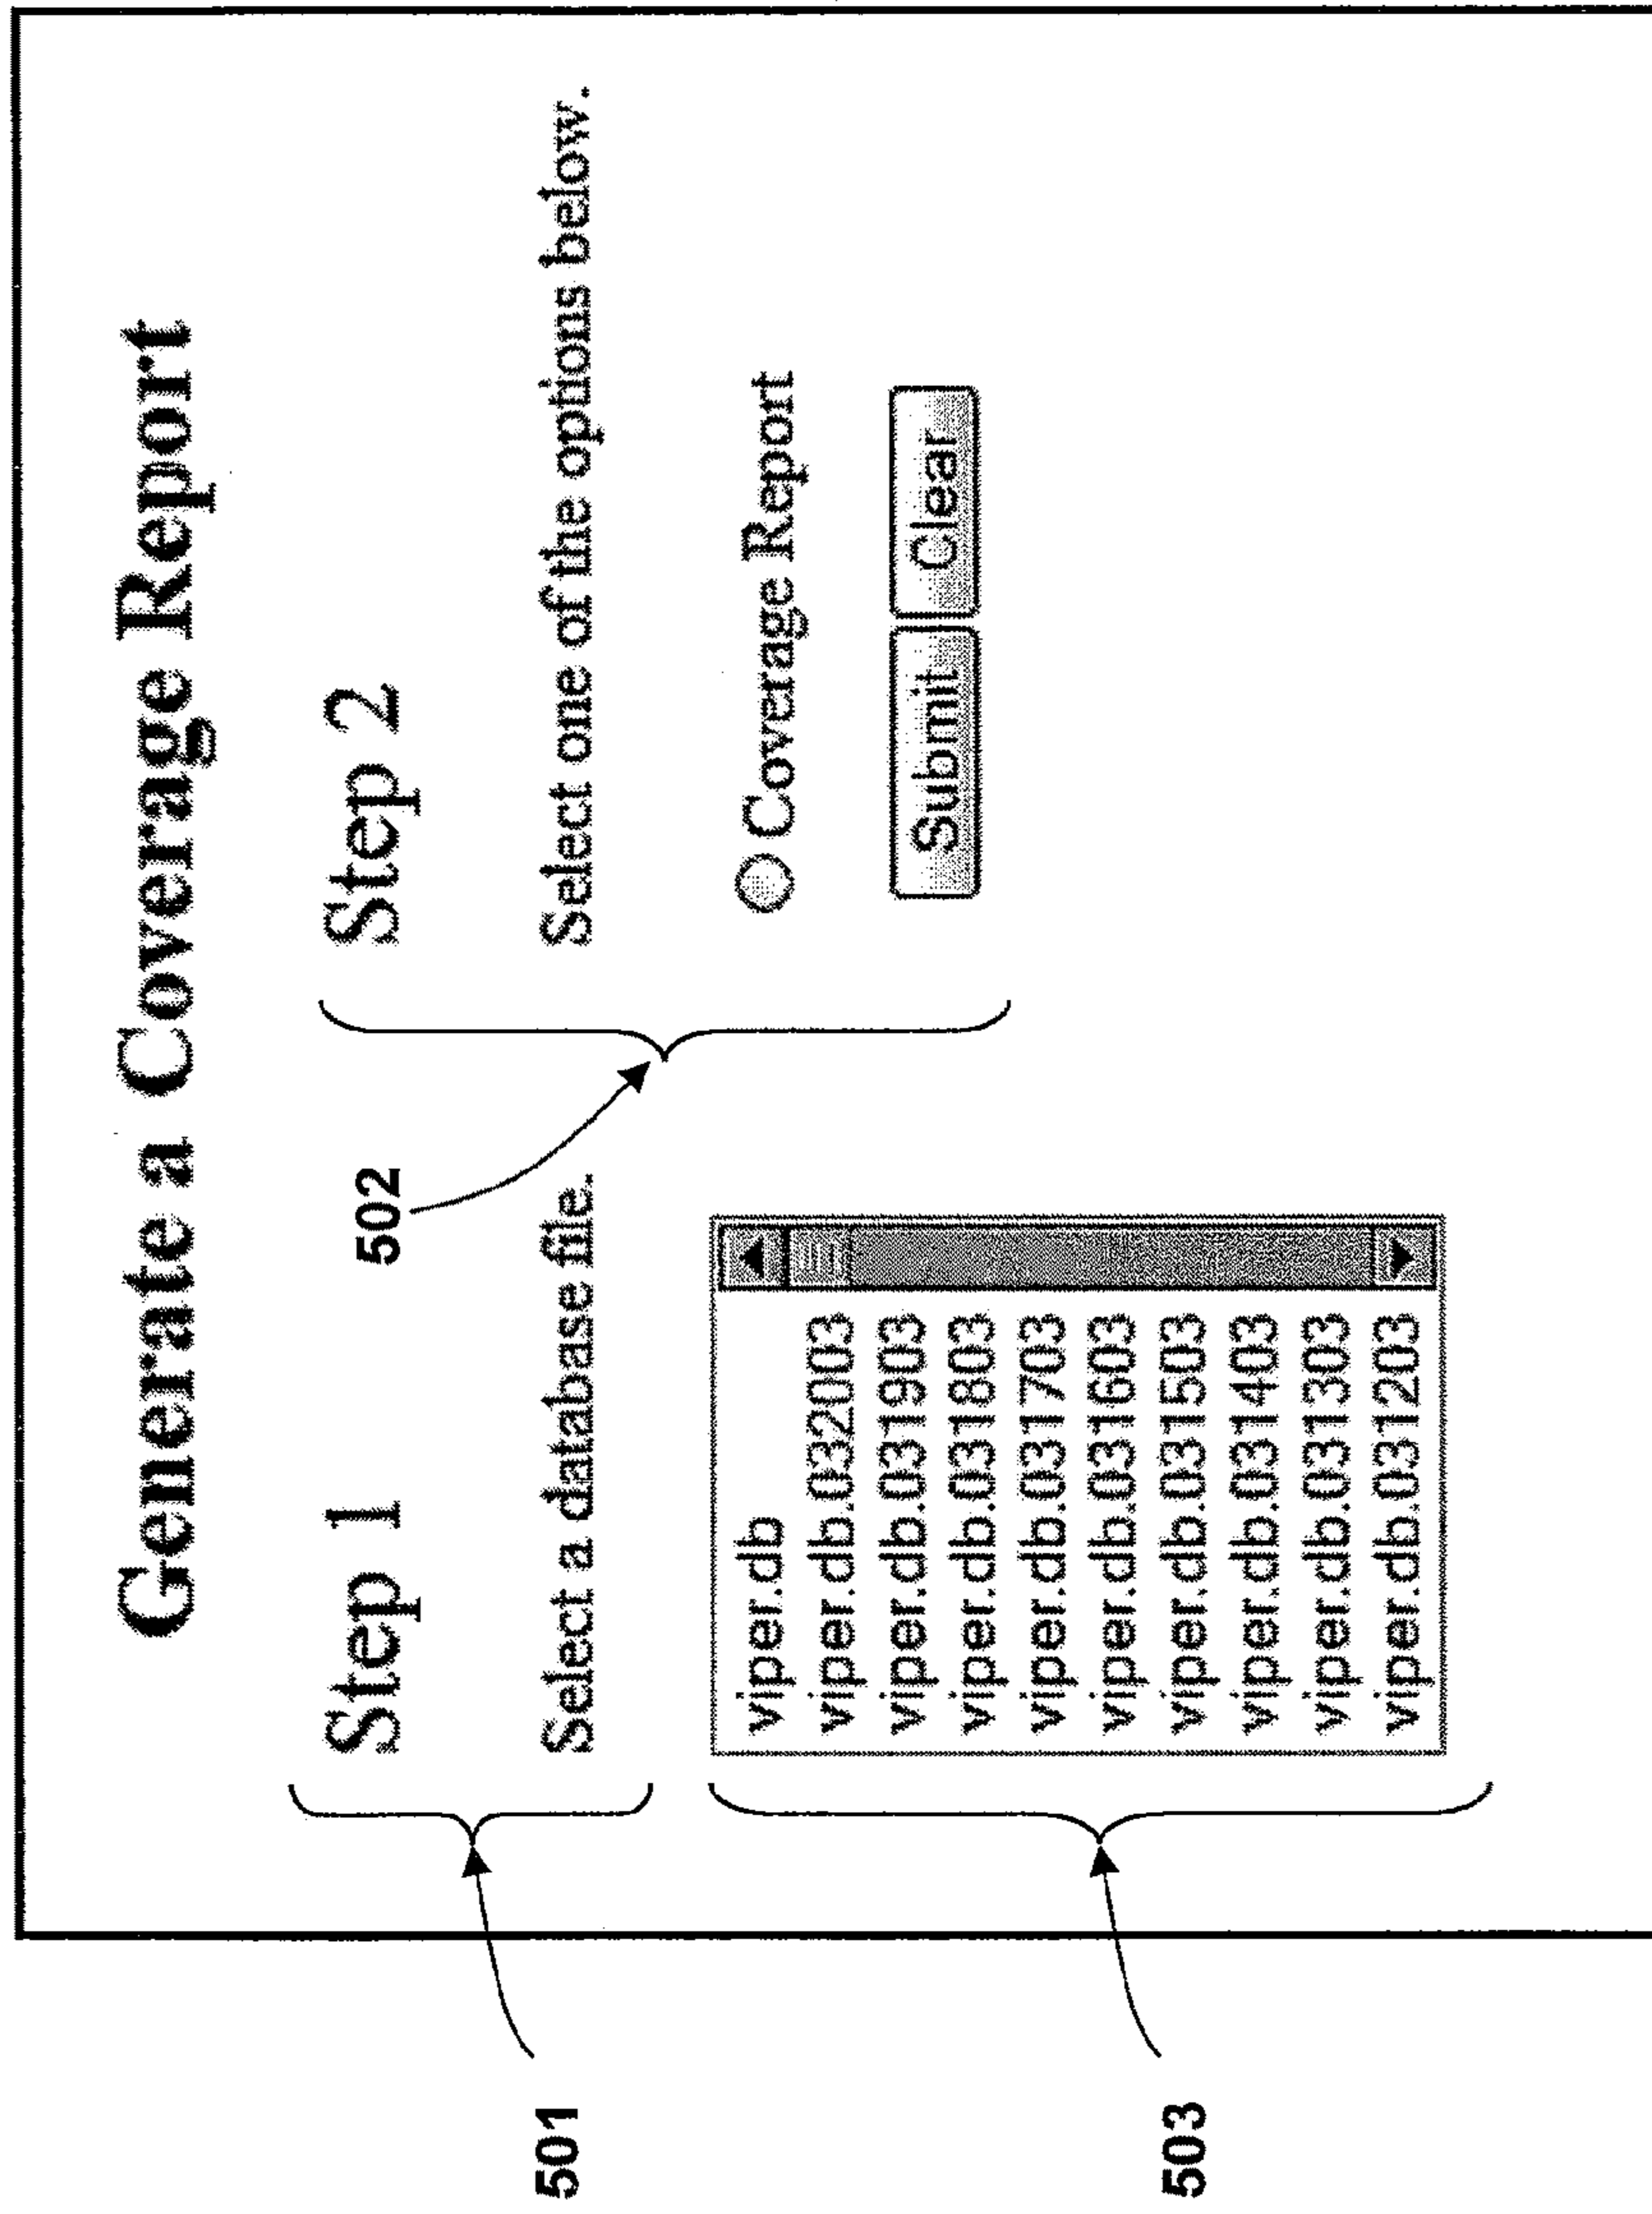 Generate a Coverage Report
Step 1
Select a database file.
501
502
Step 2
Select one of the options below.
Coverage Report
Submit Clear
viper.db
viper.db.032003
viper.db.031903
viper.db.031803
viper.db.031703
viper.db.031603
viper.db.031503
viper.db.031403
viper.db.031303
viper.db.031203
503